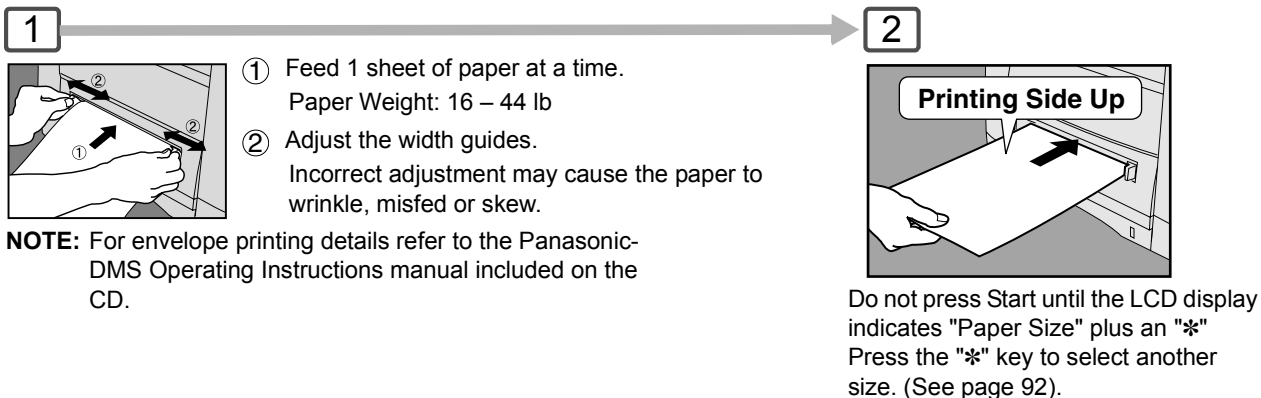 1
2
② 
② 
①
① Feed 1 sheet of paper at a time.
Paper Weight: 16 – 44 lb
② Adjust the width guides.
Incorrect adjustment may cause the paper to
wrinkle, misfed or skew.
NOTE: For envelope printing details refer to the Panasonic-
DMS Operating Instructions manual included on the
CD.
Printing Side Up
Do not press Start until the LCD display
indicates "Paper Size" plus an "✻"
Press the "✻" key to select another
size. (See page 92).